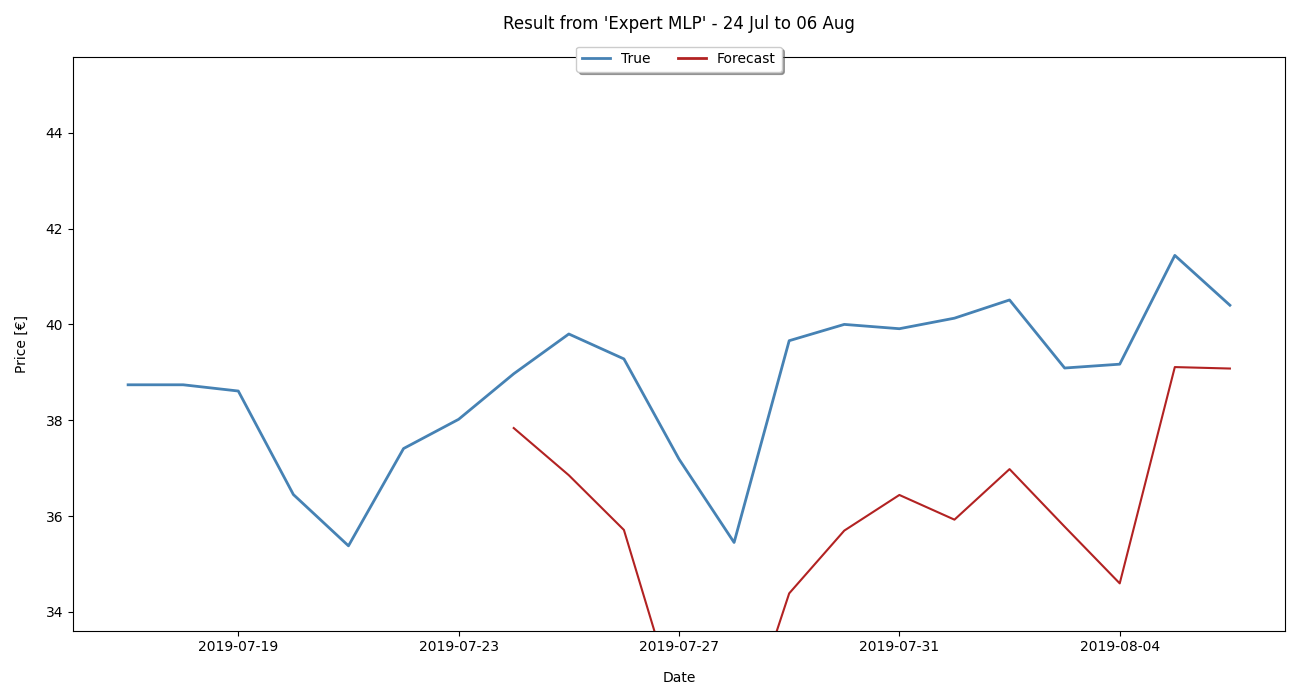 Result from 'Expert MLP' - 24 Jul to 06 Aug
True Forecast
44
42
40
38
36
34
Price [€]
2019-07-19 2019-07-23 2019-07-27 2019-07-31 2019-08-04
Date